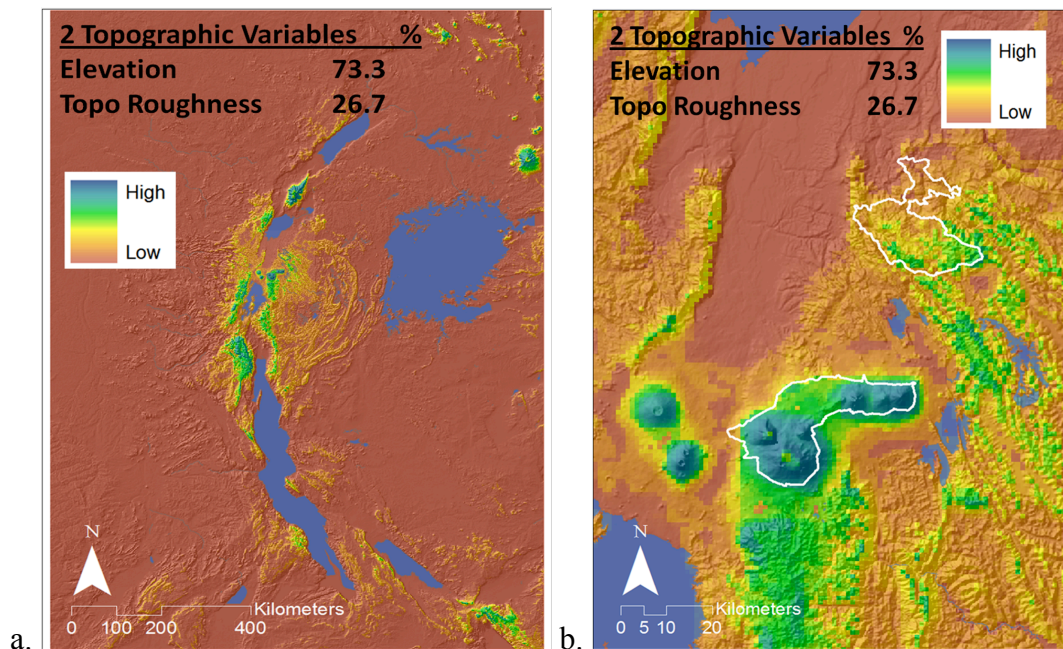 2 Topographic Variables %
Elevation 73.3
Topo Roughness 26.7
High
Low
N
Kilometers
0 100 200 400
a.
2 Topographic Variables %
Elevation 73.3
Topo Roughness 26.7
High
Low
N
Kilometers
0 5 10 20
b.